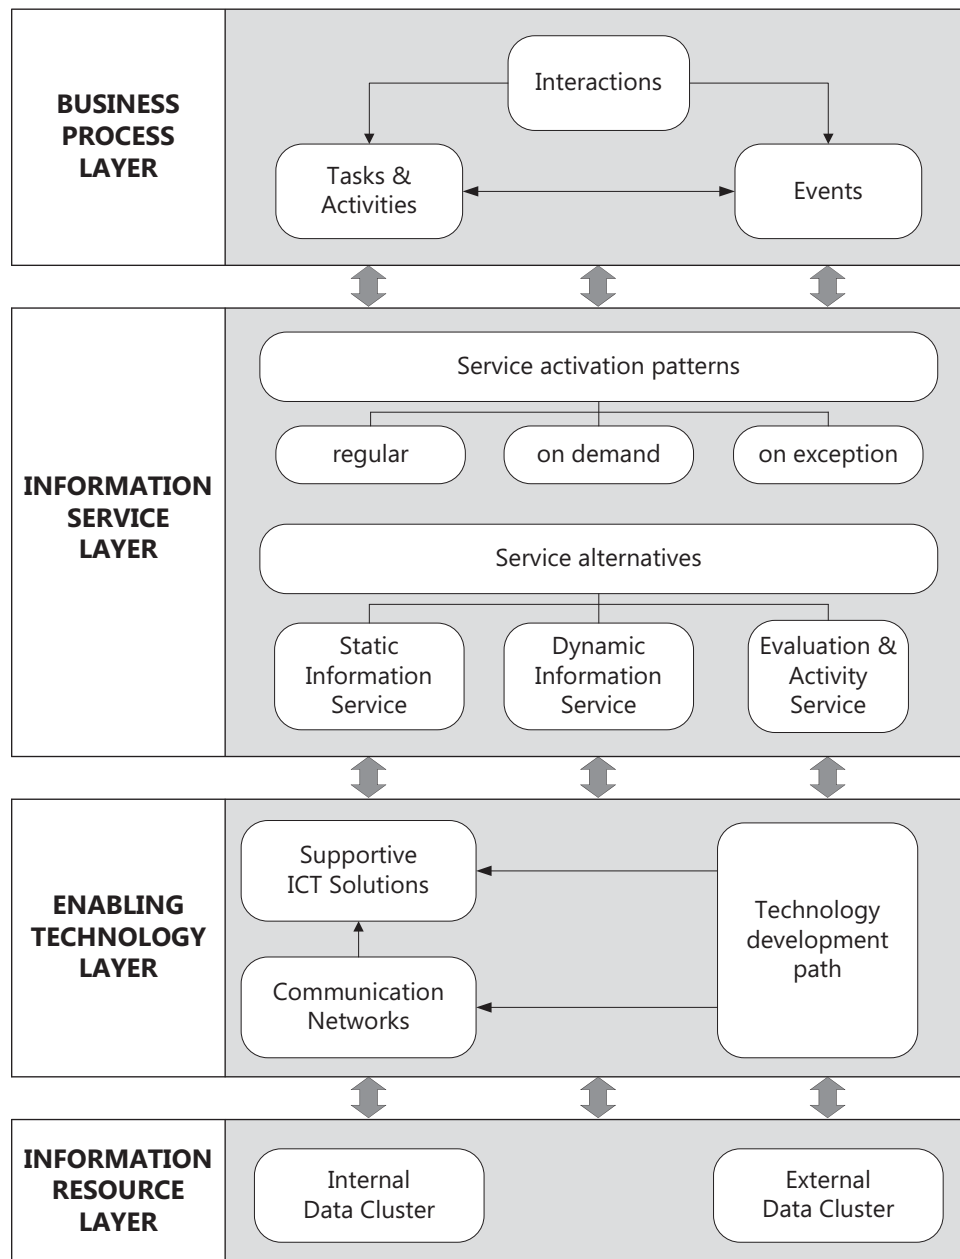 BUSINESS
PROCESS
LAYER
Interactions
Tasks &
Activities
Events
INFORMATION
SERVICE
LAYER
Service activation patterns
regular
on demand
on exception
Service alternatives
Static
Information
Service
Dynamic
Information
Service
Evaluation &
Activity
Service
ENABLING
TECHNOLOGY
LAYER
Supportive
ICT Solutions
Communication
Networks
Technology
development
path
INFORMATION
RESOURCE
LAYER
Internal
Data Cluster
External
Data Cluster